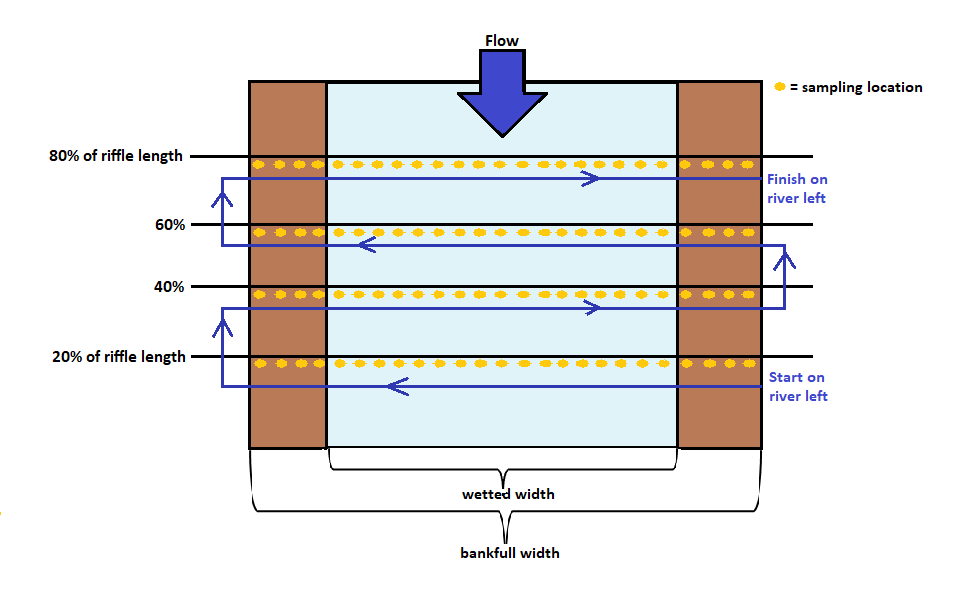 Flow
= sampling location
80% of riffle length
Finish on
river left
60%
40%
20% of riffle length
Start on
river left
wetted width
bankfull width